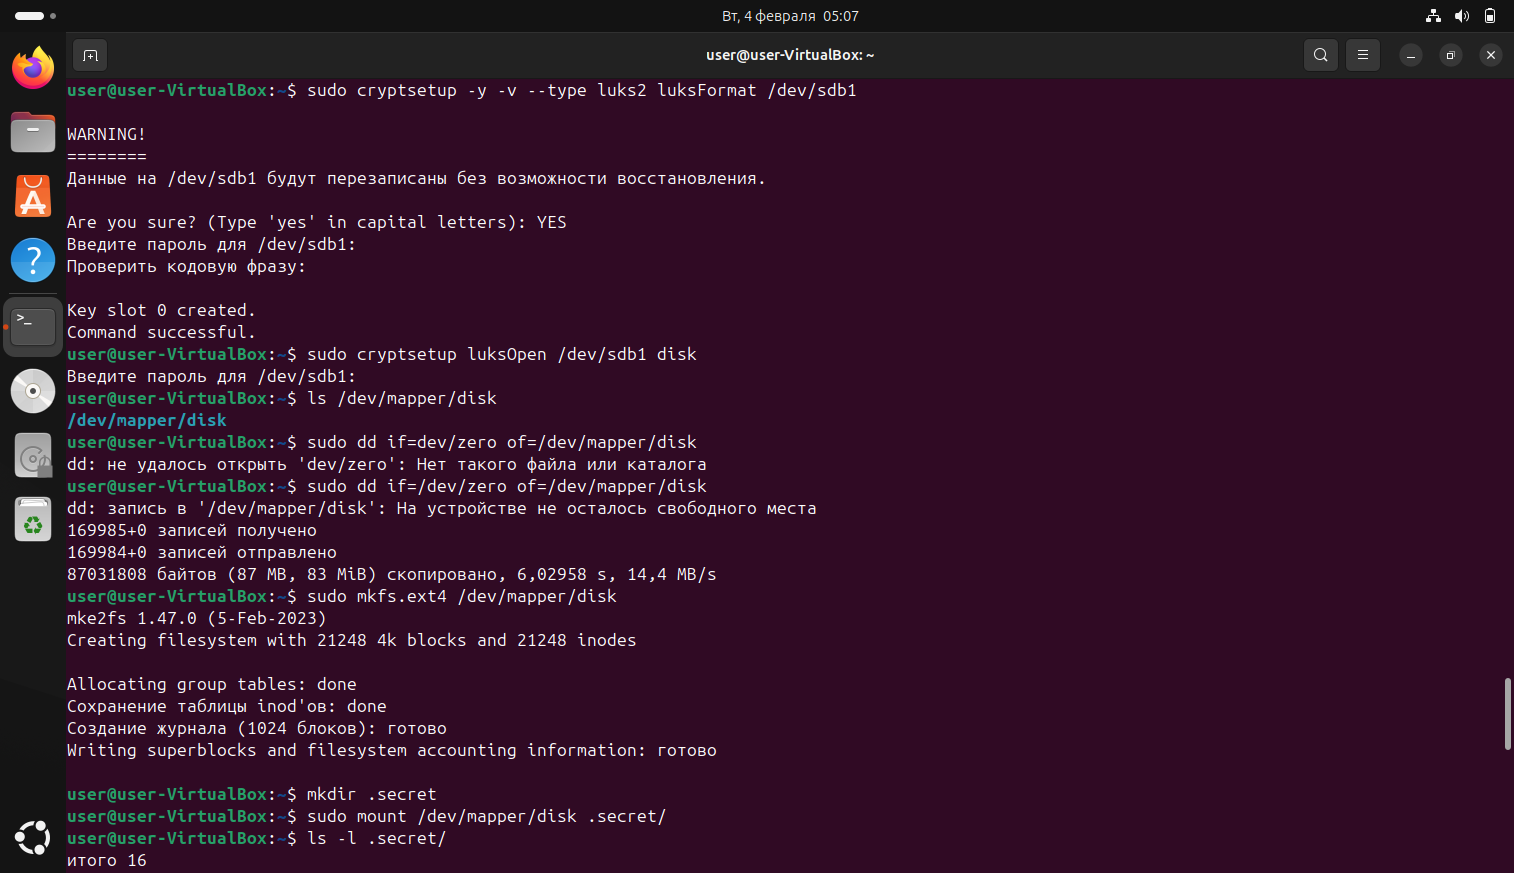 Вт, 4 февраля 05:07
user@user-VirtualBox: ~
user@user-VirtualBox:~$ sudo cryptsetup -y -v --type luks2 luksFormat /dev/sdb1
WARNING!
========
Данные на /dev/sdb1 будут перезаписаны без возможности восстановления.
Are you sure? (Type 'yes' in capital letters): YES
Введите пароль для /dev/sdb1:
Проверить кодовую фразу:
Key slot 0 created.
Command successful.
user@user-VirtualBox:~$ sudo cryptsetup luksOpen /dev/sdb1 disk
Введите пароль для /dev/sdb1:
user@user-VirtualBox:~$ ls /dev/mapper/disk
/dev/mapper/disk
user@user-VirtualBox:~$ sudo dd if=dev/zero of=/dev/mapper/disk
dd: не удалось открыть 'dev/zero': Нет такого файла или каталога
user@user-VirtualBox:~$ sudo dd if=/dev/zero of=/dev/mapper/disk
dd: запись в '/dev/mapper/disk': На устройстве не осталось свободного места
169985+0 записей получено
169984+0 записей отправлено
87031808 байтов (87 MB, 83 MiB) скопировано, 6,02958 s, 14,4 MB/s
user@user-VirtualBox:~$ sudo mkfs.ext4 /dev/mapper/disk
mke2fs 1.47.0 (5-Feb-2023)
Creating filesystem with 21248 4k blocks and 21248 inodes
Allocating group tables: done
Сохранение таблицы inod'ов: done
Создание журнала (1024 блоков): готово
Writing superblocks and filesystem accounting information: готово
user@user-VirtualBox:~$ mkdir .secret
user@user-VirtualBox:~$ sudo mount /dev/mapper/disk .secret/
user@user-VirtualBox:~$ ls -l .secret/
итого 16